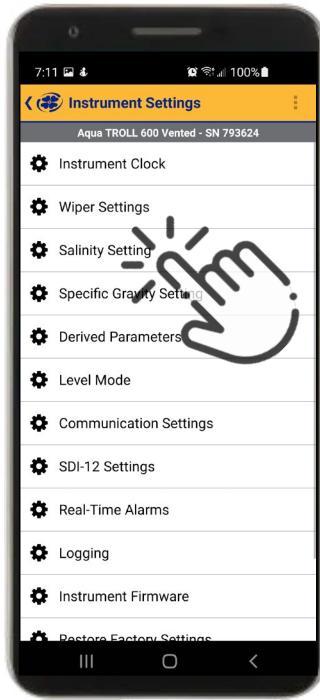 7:11 100%
Instrument Settings
Aqua TROLL 600 Vented - SN 793624
Instrument Clock
Wiper Settings
Salinity Setting
Specific Gravity Setting
Derived Parameters
Level Mode
Communication Settings
SDI-12 Settings
Real-Time Alarms
Logging
Instrument Firmware
Restore Factory Settings